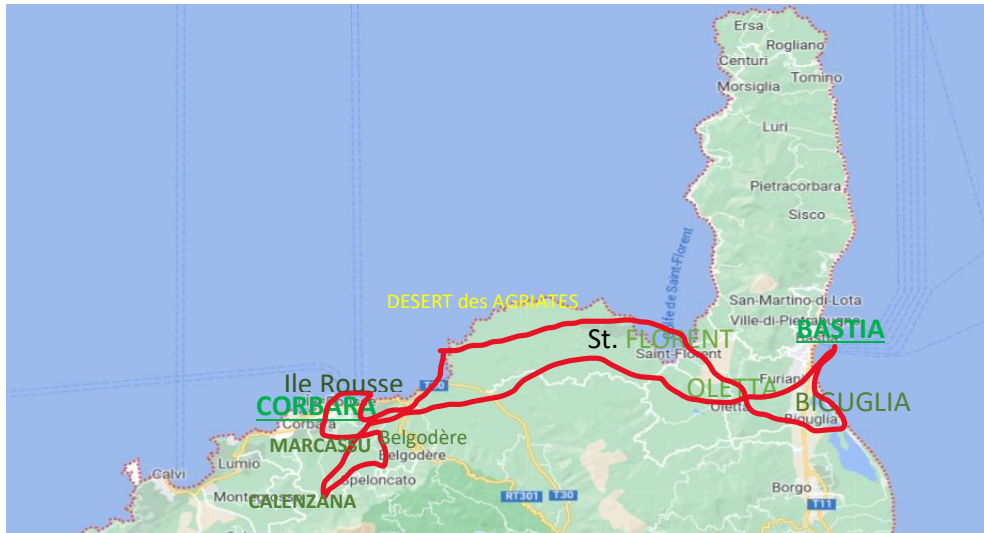 Ersa
Rogliano
Centuri
Tomino
Morsiglia
Luri
Pietracorbara
Sisco
DESERT des AGRIATES
San-Martino-di-Lota
Ville-di-Pietrabugno
BASTIA
St. FLORENT
Saint-Florent
Furiani
OLETTA
Oletta
BIGUGLIA
Biguglia
Ile Rousse
T30
CORBARA
Corbara
MARCASSU
Belgodère
Belgodère
Lumio
Calvi
Speloncato
Montegrosso
CALENZANA
RT301
T30
Borgo
T11